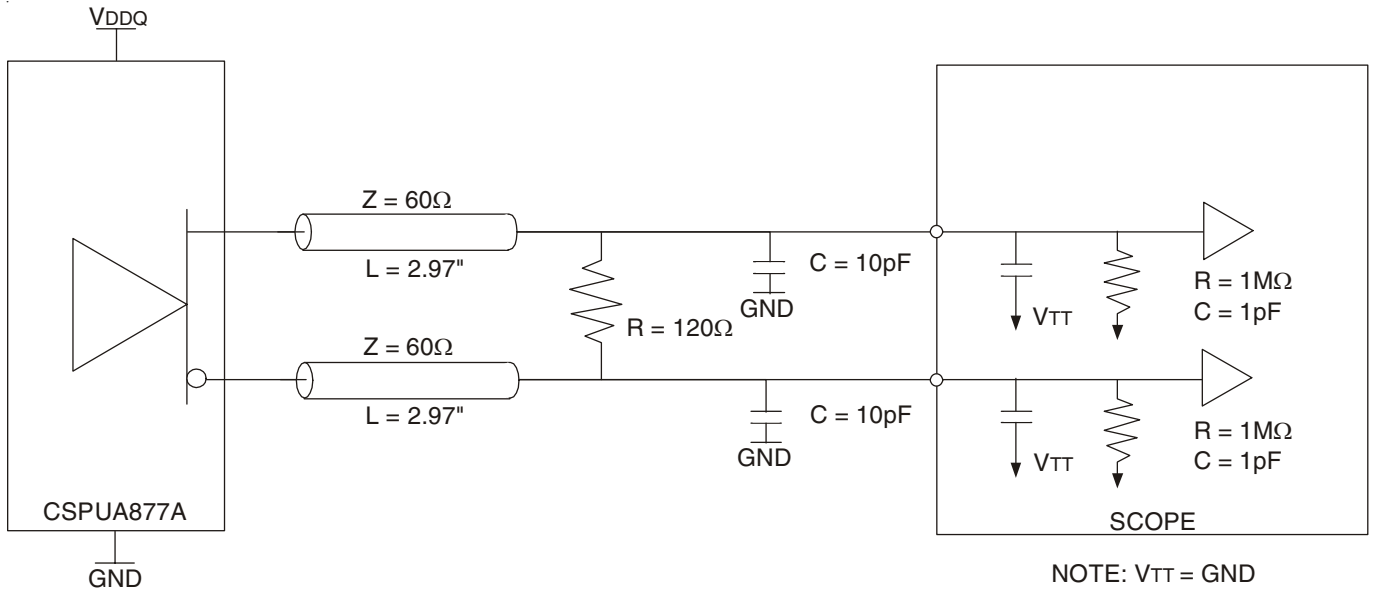 VDDQ
Z = 60Ω
L = 2.97"
C = 10pF
GND
R = 120Ω
VTT
R = 1MΩ
C = 1pF
Z = 60Ω
L = 2.97"
C = 10pF
GND
VTT
R = 1MΩ
C = 1pF
CSPUA877A
SCOPE
GND
NOTE: VTT = GND